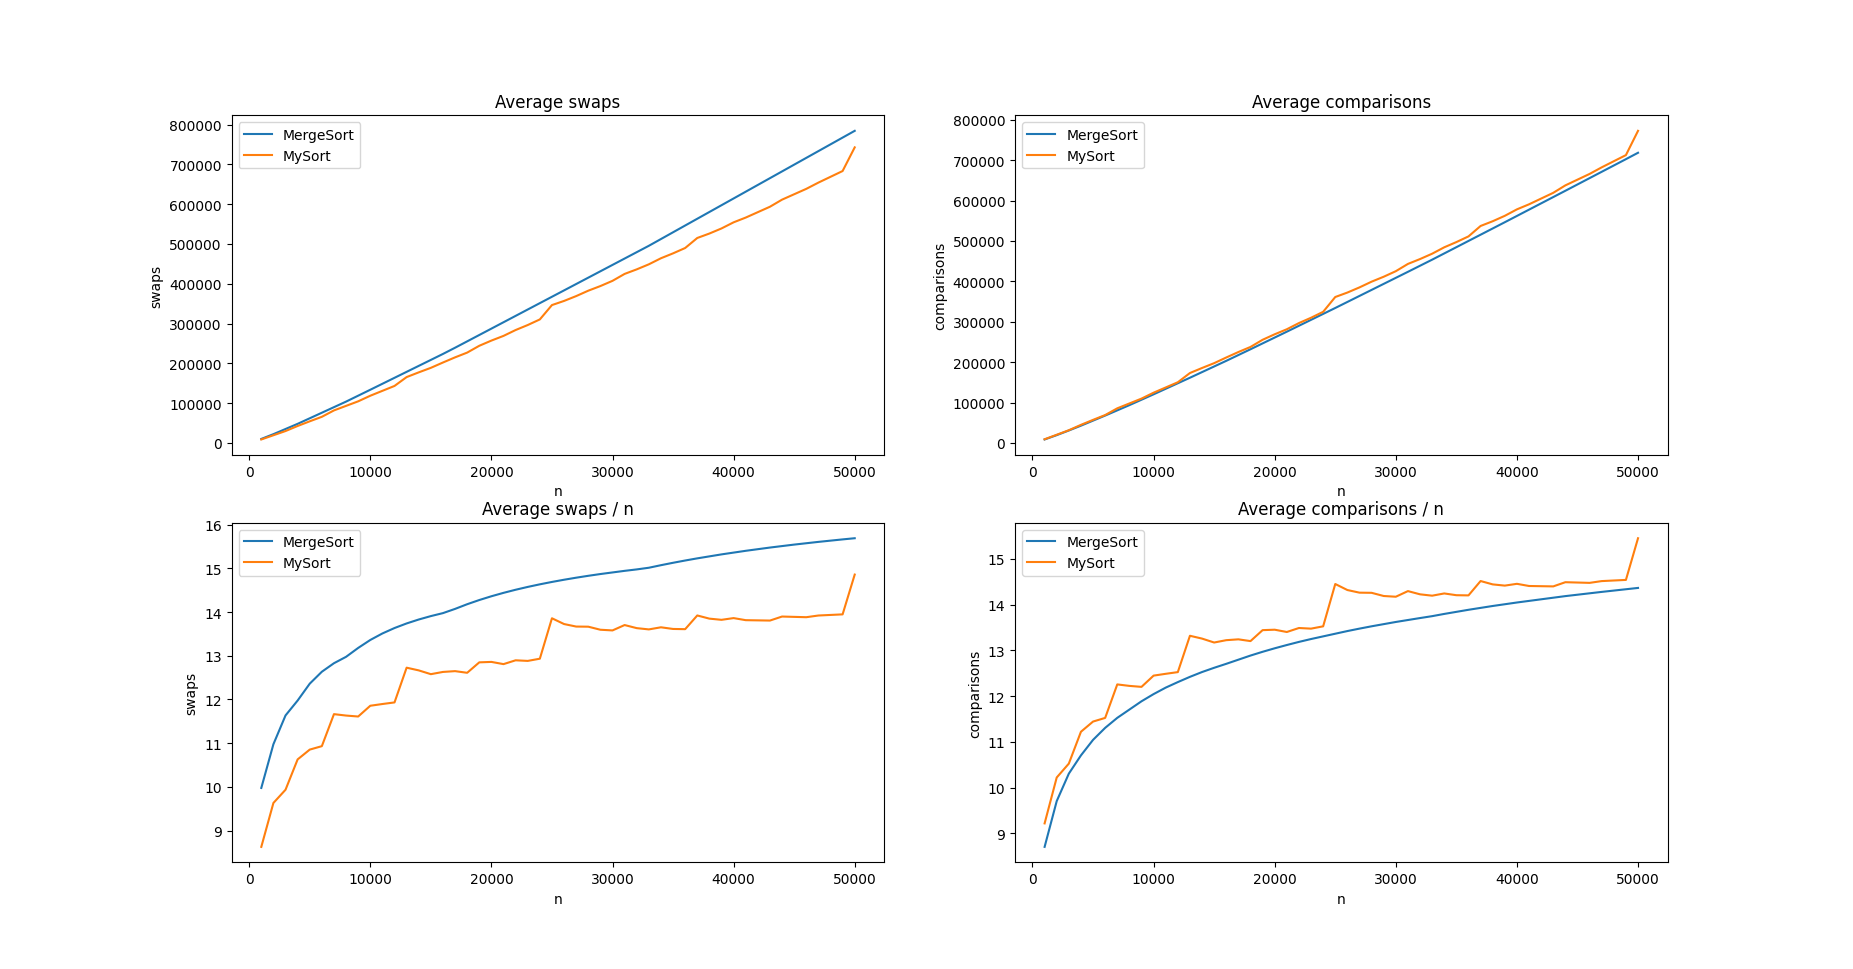 Average swaps
800000
700000
600000
500000
400000
300000
200000
100000
0
swaps
MergeSort
MySort
0 10000 20000 30000 40000 50000
n
Average comparisons
800000
700000
600000
500000
400000
300000
200000
100000
0
comparisons
MergeSort
MySort
0 10000 20000 30000 40000 50000
n
Average swaps / n
16
15
14
13
12
11
10
9
swaps
MergeSort
MySort
0 10000 20000 30000 40000 50000
n
Average comparisons / n
15
14
13
12
11
10
9
comparisons
MergeSort
MySort
0 10000 20000 30000 40000 50000
n